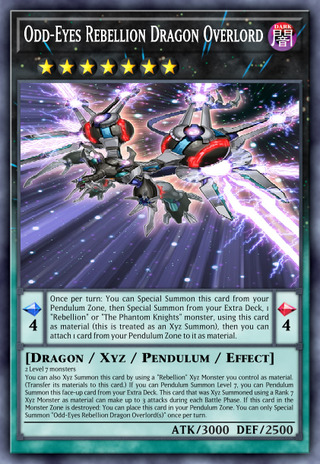 Odd-Eyes Rebellion Dragon Overlord
DARK
闇
Once per turn: You can Special Summon this card from your
Pendulum Zone, then Special Summon from your Extra Deck, 1
"Rebellion" or "The Phantom Knights" monster, using this card
as material (this is treated as an Xyz Summon), then you can
attach 1 card from your Pendulum Zone to it as material.
4
4
[Dragon / Xyz / Pendulum / Effect]
2 Level 7 monsters
You can also Xyz Summon this card by using a "Rebellion" Xyz Monster you control as material.
(Transfer its materials to this card.) If you can Pendulum Summon Level 7, you can Pendulum
Summon this face-up card from your Extra Deck. This card that was Xyz Summoned using a Rank 7
Xyz Monster as material can make up to 3 attacks during each Battle Phase. If this card in the
Monster Zone is destroyed: You can place this card in your Pendulum Zone. You can only Special
Summon "Odd-Eyes Rebellion Dragon Overlord(s)" once per turn.
ATK/3000 DEF/2500